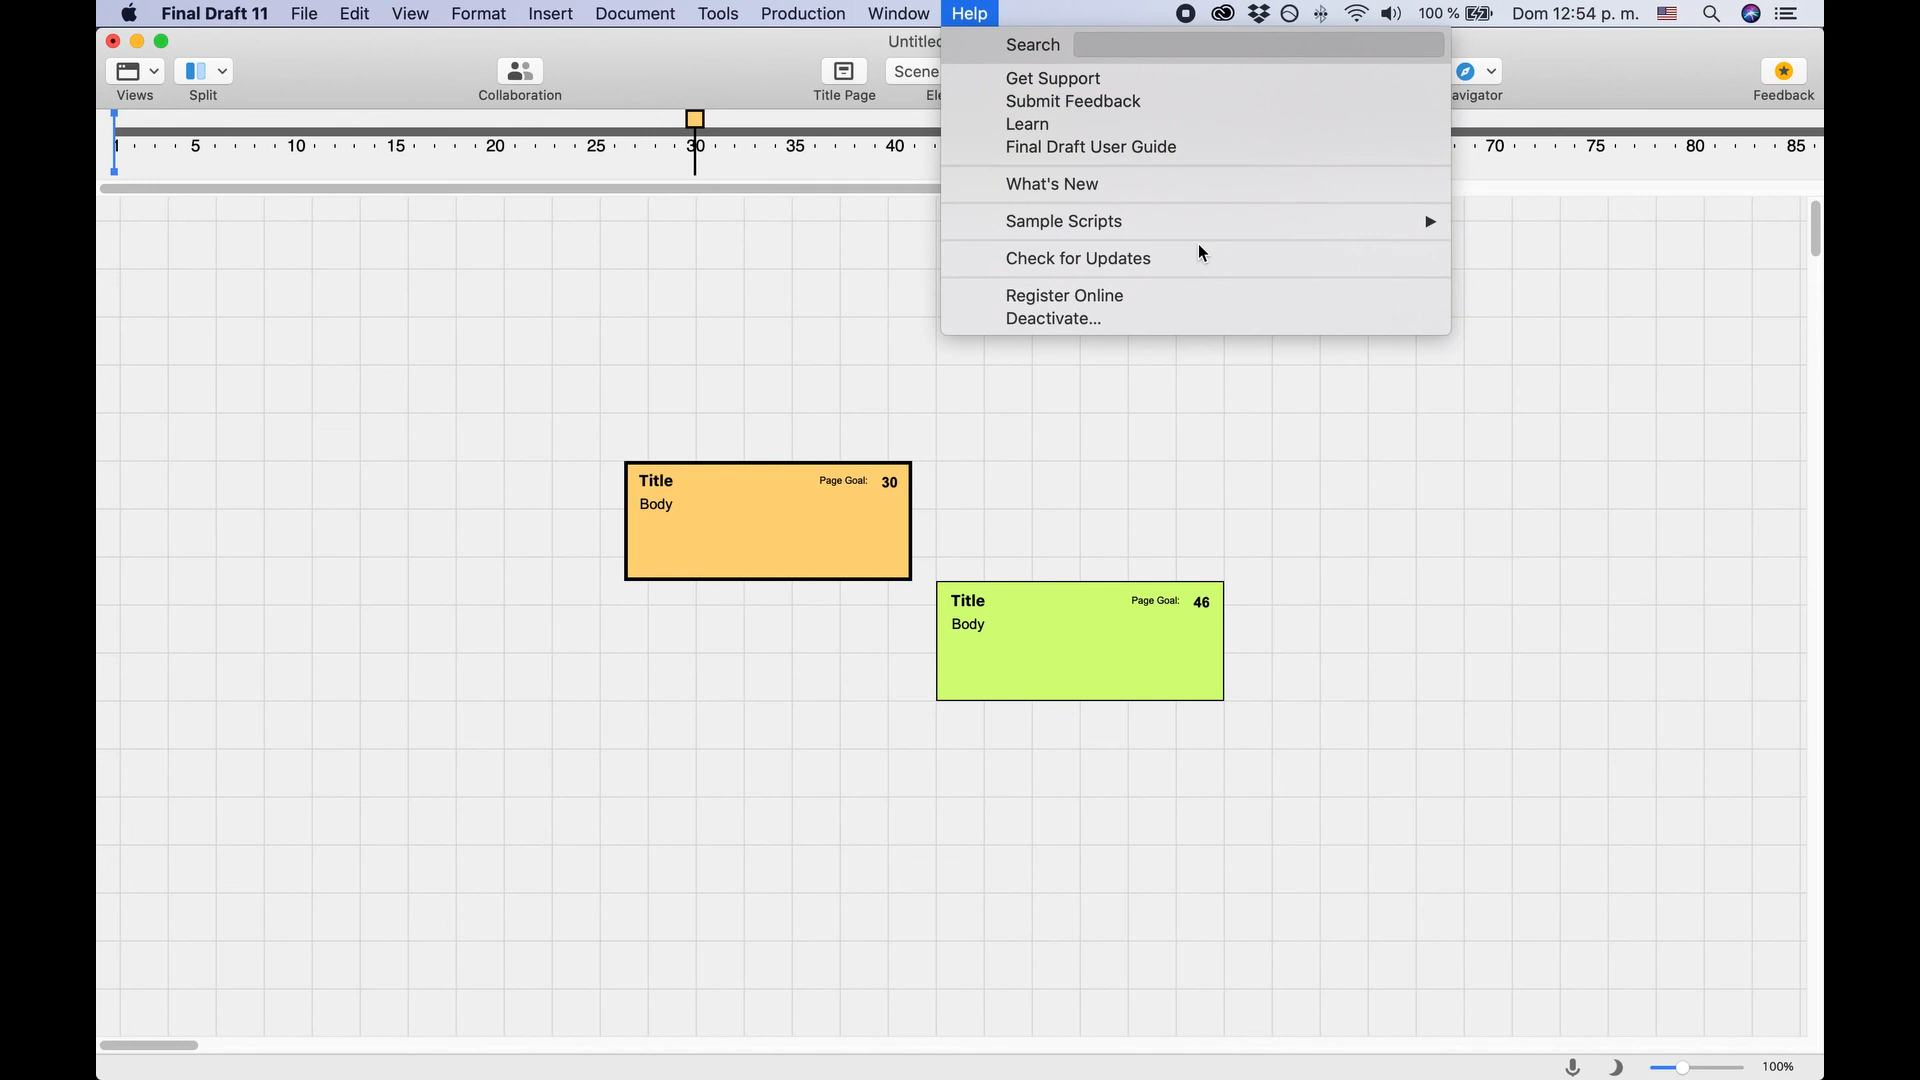 Final Draft 11 File Edit View Format Insert Document Tools Production Window Help 100 % Dom 12:54 p. m.
Untitled
Views Split Collaboration Title Page Scene Feedback
1 5 10 15 20 25 30 35 40 70 75 80 85
Search
Get Support
Submit Feedback
Learn
Final Draft User Guide
What's New
Sample Scripts
Check for Updates
Register Online
Deactivate...
Title Page Goal: 30
Body
Title Page Goal: 46
Body
100%